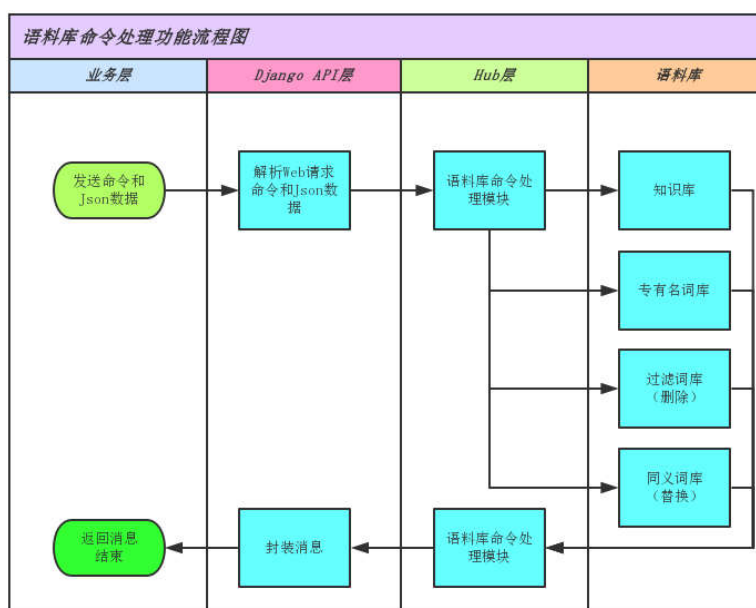 语料库命令处理功能流程图
业务层
Django API层
Hub层
语料库
发送命令和
Json数据
解析Web请求
命令和Json数
据
语料库命令处
理模块
知识库
专有名词库
过滤词库
（删除）
同义词库
（替换）
返回消息
结束
封装消息
语料库命令处
理模块